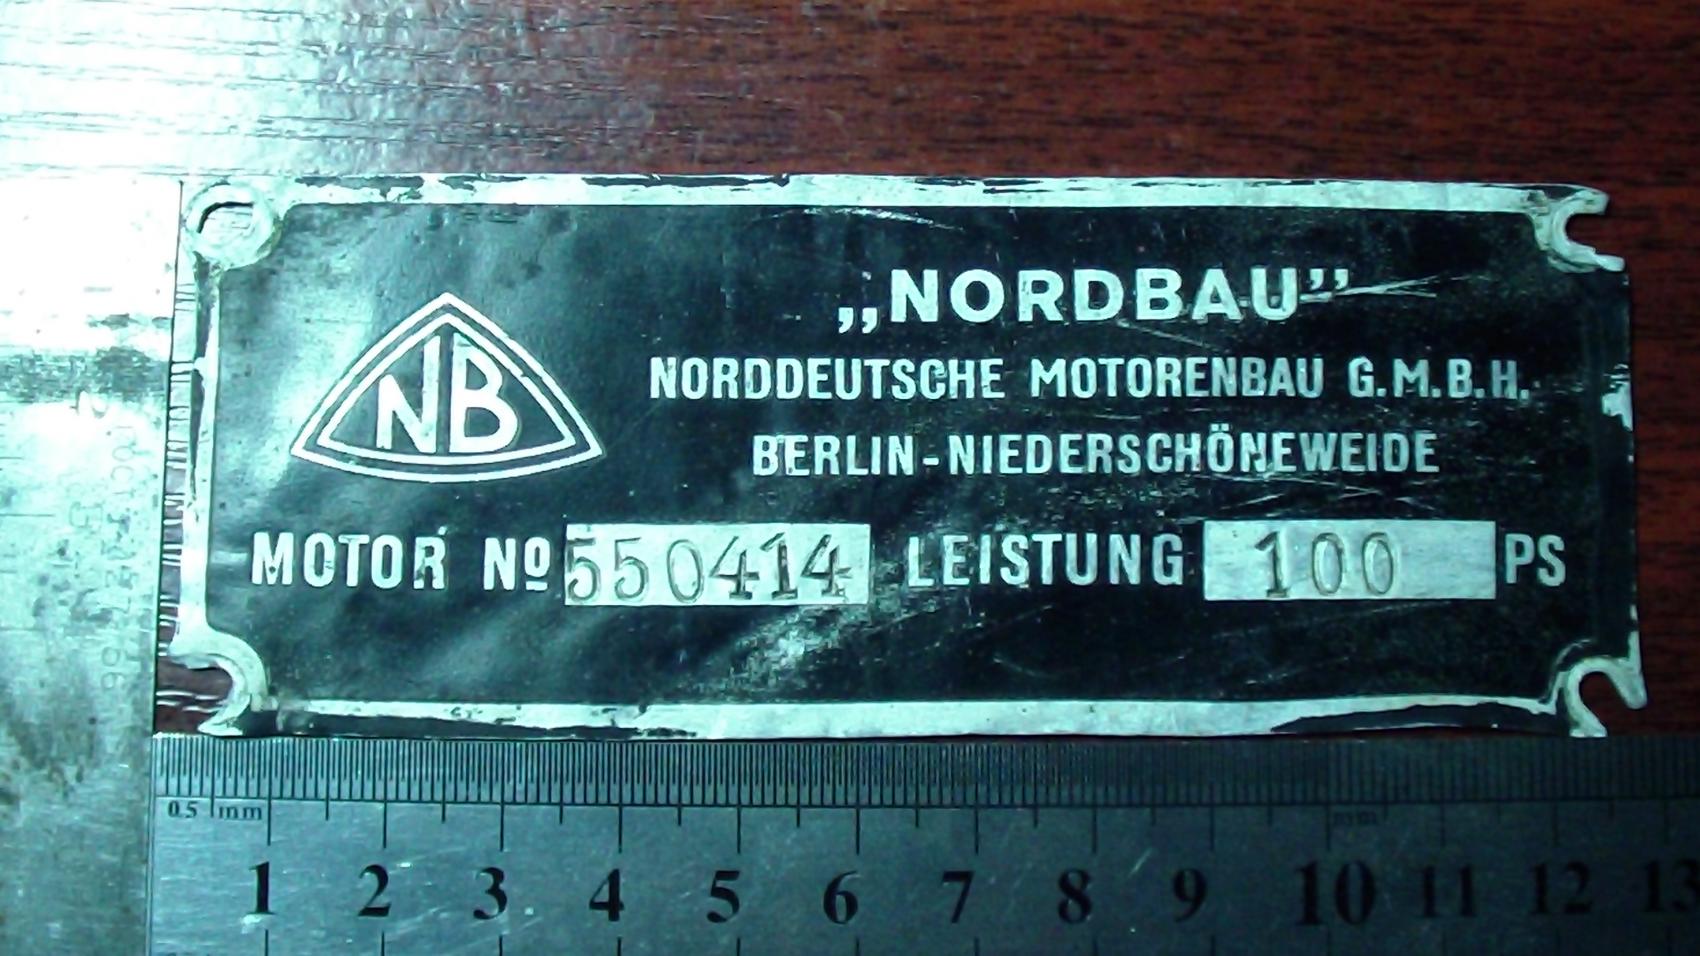 „NORDBAU”
NB
NORDDEUTSCHE MOTORENBAU G.M.B.H.
BERLIN-NIEDERSCHÖNEWEIDE
MOTOR Nº 550414 LEISTUNG 100 PS
0.5 mm
1 2 3 4 5 6 7 8 9 10 11 12 13